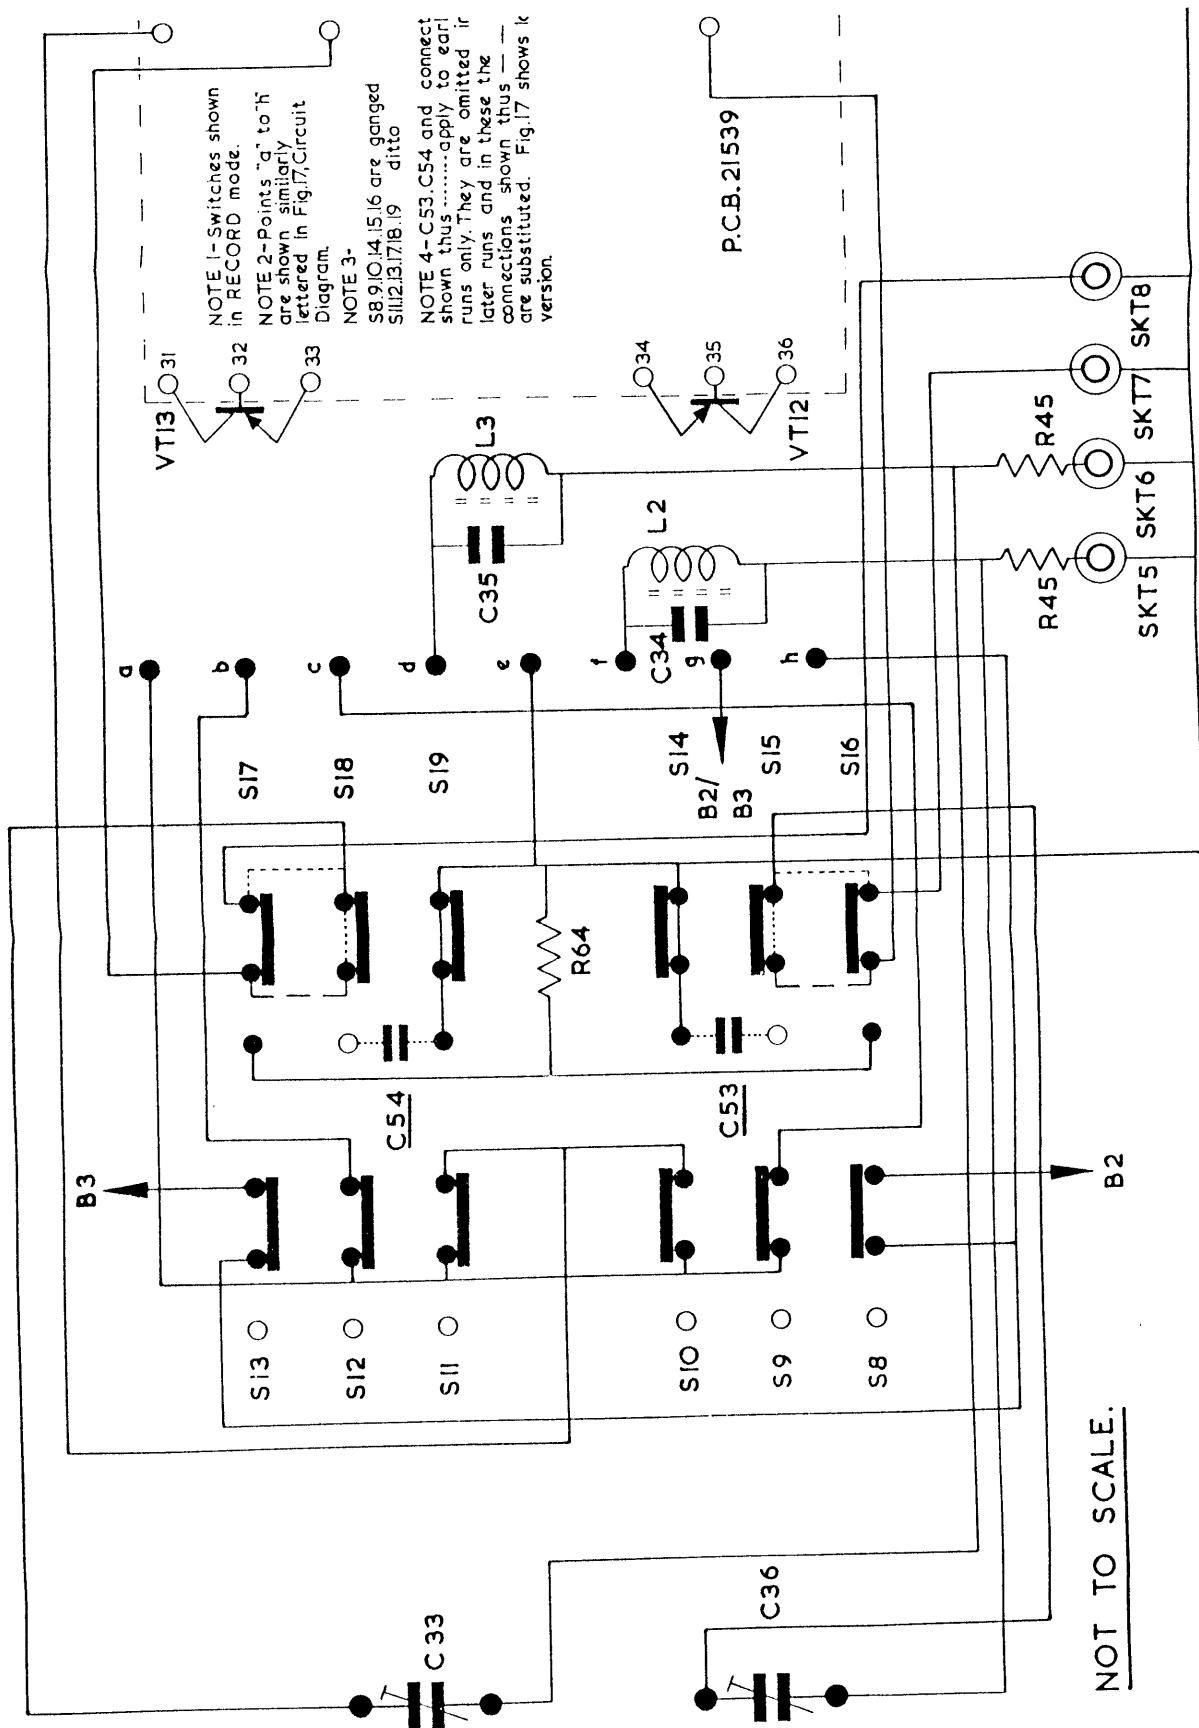 NOTE 1-Switches shown
in RECORD mode.
NOTE 2-Points "a" to "h"
are shown similarly
lettered in Fig.17,Circuit
Diagram.
NOTE 3-
S8.9.10.14.15.16 are ganged
S11.12.13.17.18.19 ditto
NOTE 4-C53.C54 and connect
shown thus ········apply to earl
runs only. They are omitted ir
later runs and in these the
connections shown thus — —
are substituted. Fig.17 shows
version.
P.C.B. 21539
VT13
31
32
33
VT12
34
35
36
L3
C35
L2
C34
a
b
c
d
e
f
g
h
S17
S18
S19
S14
S15
S16
B2/
B3
R64
C54
C53
B3
B2
S13
S12
S11
S10
S9
S8
C33
C36
R45
R45
SKT5
SKT6
SKT7
SKT8
NOT TO SCALE.